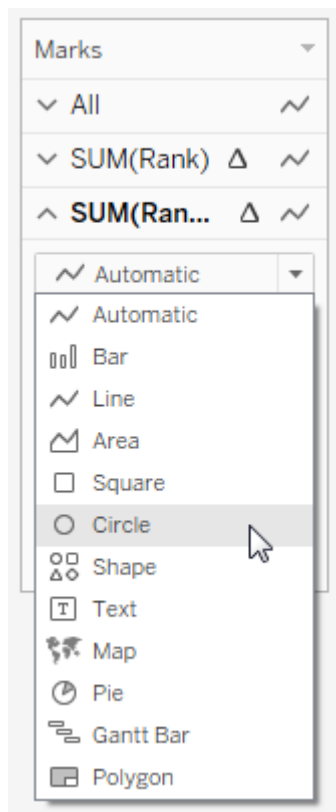 Marks
All
SUM(Rank) Δ
SUM(Ran... Δ
Automatic
Automatic
Bar
Line
Area
Square
Circle
Shape
T Text
Map
Pie
Gantt Bar
Polygon